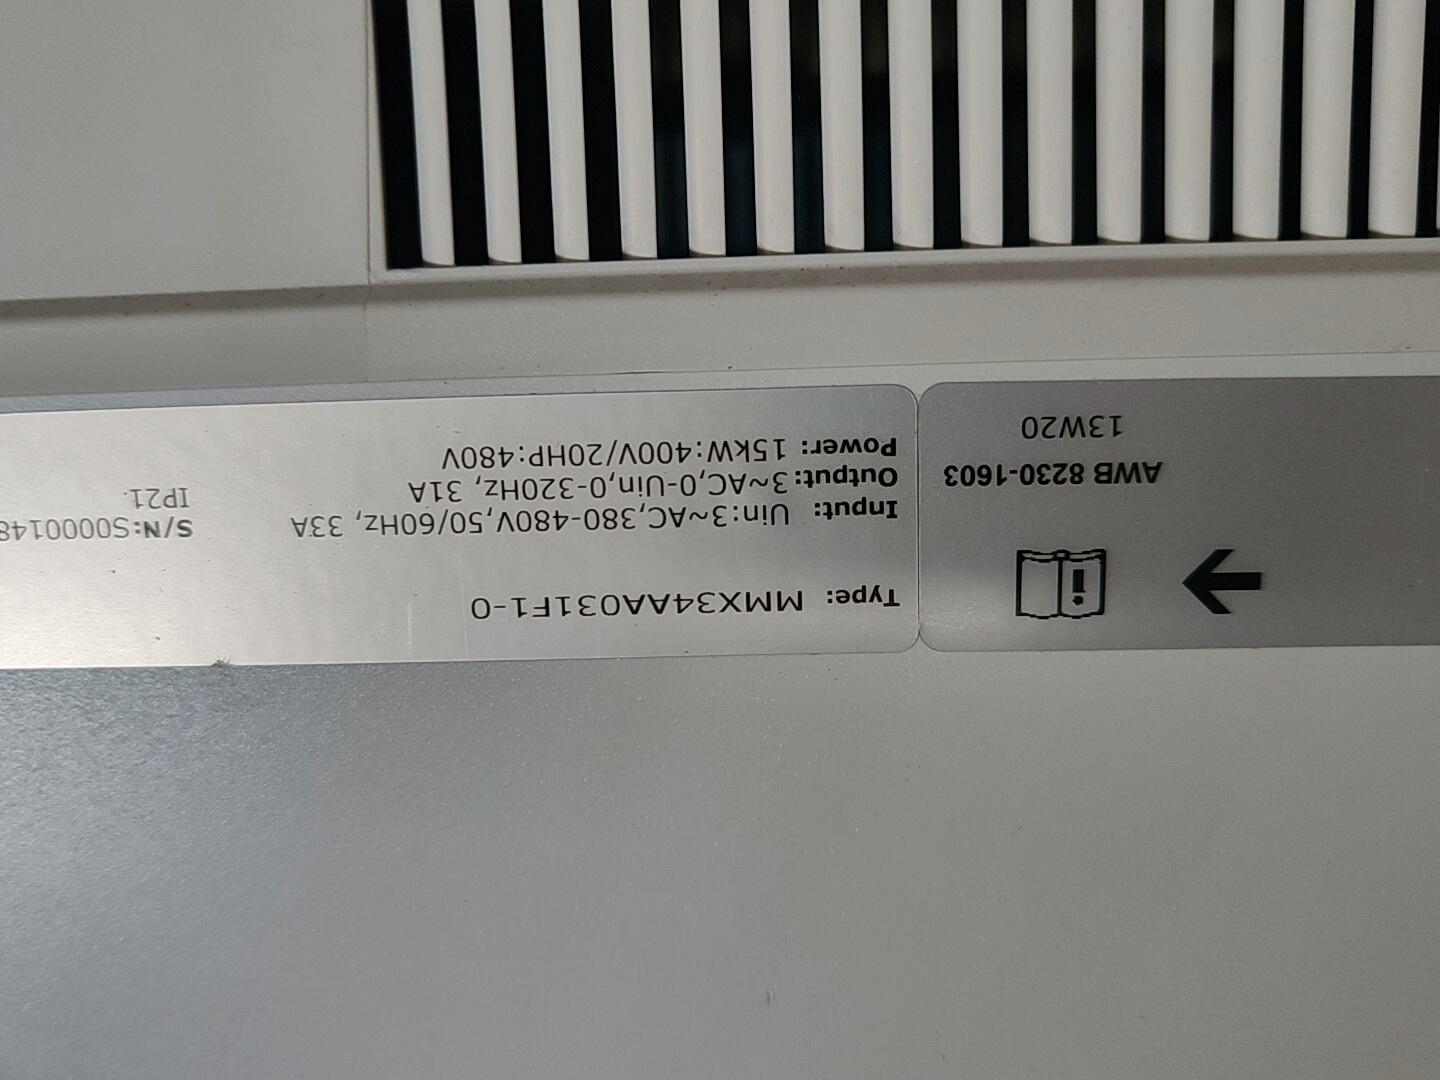 Type: MMX34AA031F1-0
Input: Uin:3~AC,380-480V,50/60Hz, 33A
Output:3~AC,0-Uin,0-320Hz, 31A
Power: 15kW:400V/20HP:480V
S/N:S0000148
IP21
AWB 8230-1603
13W20